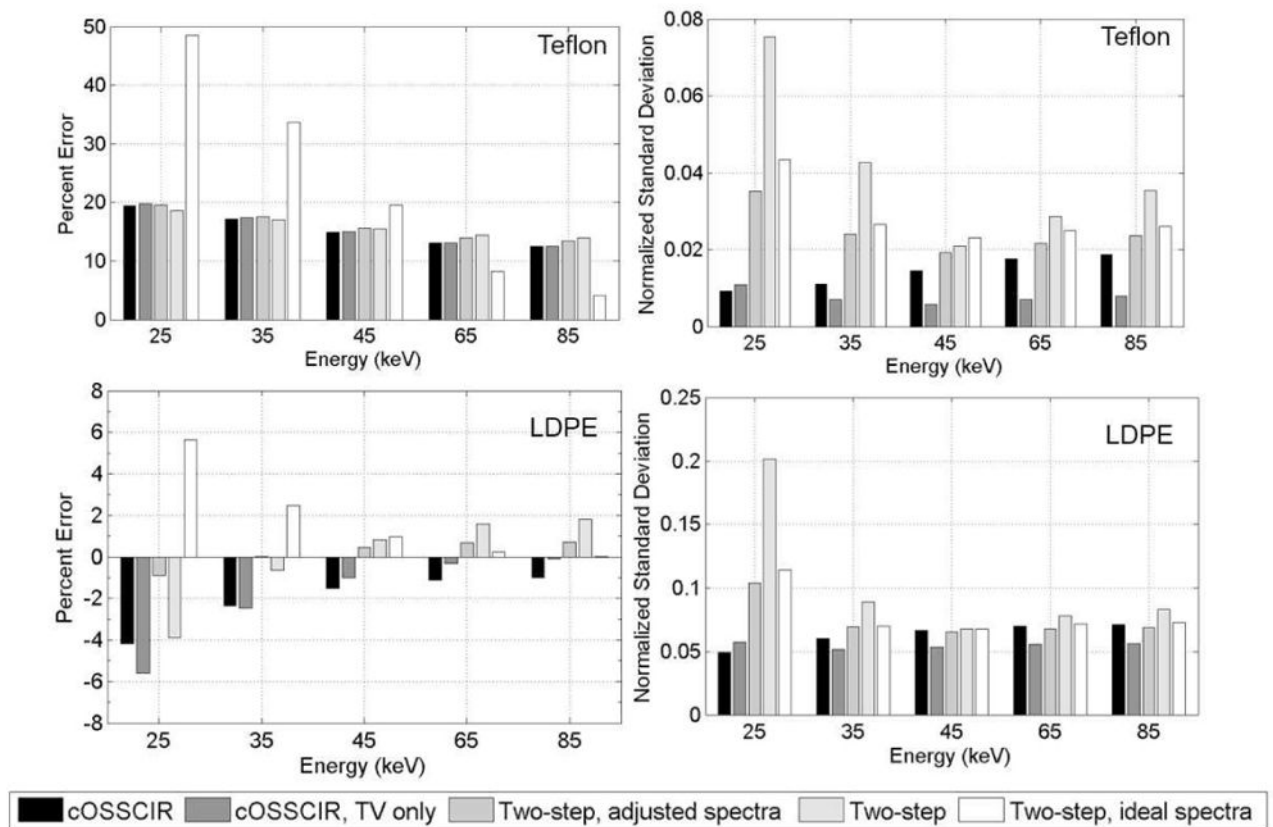 Teflon
50
40
30
20
10
0
Percent Error
25 35 45 65 85
Energy (keV)
Teflon
0.08
0.06
0.04
0.02
0
Normalized Standard Deviation
25 35 45 65 85
Energy (keV)
LDPE
8
6
4
2
0
-2
-4
-6
-8
Percent Error
25 35 45 65 85
Energy (keV)
LDPE
0.25
0.2
0.15
0.1
0.05
0
Normalized Standard Deviation
25 35 45 65 85
Energy (keV)
cOSSCIR cOSSCIR, TV only Two-step, adjusted spectra Two-step Two-step, ideal spectra